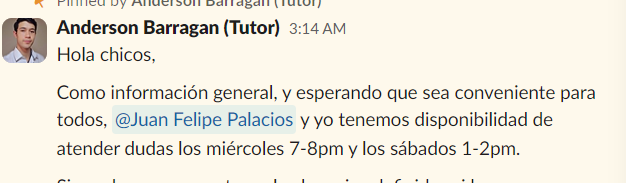 Pinned by Anderson Barragan (Tutor)
Anderson Barragan (Tutor) 3:14 AM
Hola chicos,
Como información general, y esperando que sea conveniente para
todos, @Juan Felipe Palacios y yo tenemos disponibilidad de
atender dudas los miércoles 7-8pm y los sábados 1-2pm.